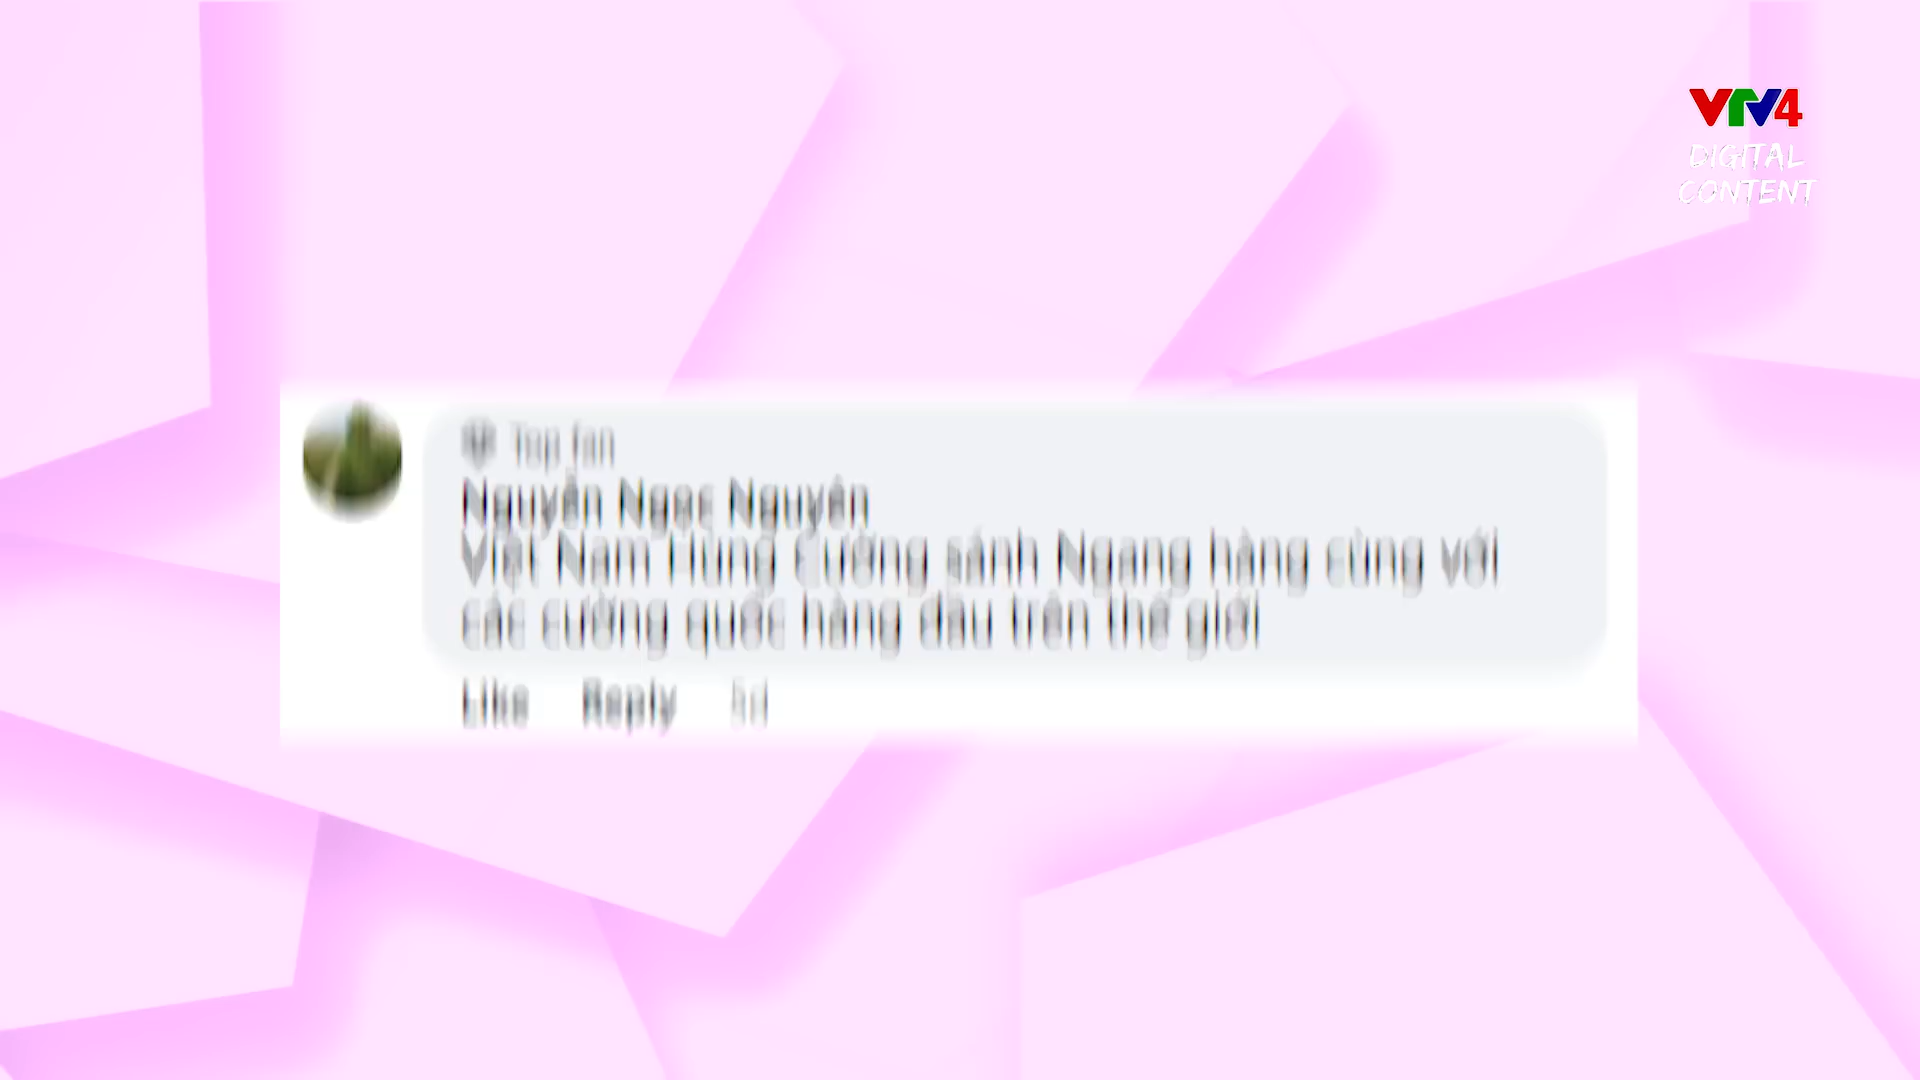 VTV4
DIGITAL
CONTENT
Top fan
Nguyễn Ngọc Nguyên
Việt Nam Hùng Cường sánh Ngang hàng cùng với
các cường quốc hàng đầu trên thế giới
Like Reply 5d